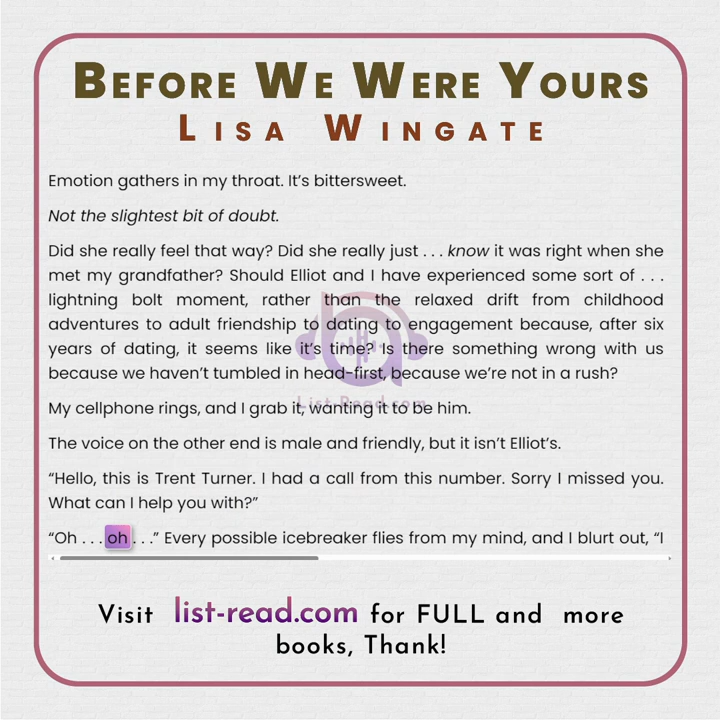 BEFORE WE WERE YOURS
LISA WINGATE
Emotion gathers in my throat. It’s bittersweet.
Not the slightest bit of doubt.
Did she really feel that way? Did she really just . . . know it was right when she
met my grandfather? Should Elliot and I have experienced some sort of . . .
lightning bolt moment, rather than the relaxed drift from childhood
adventures to adult friendship to dating to engagement because, after six
years of dating, it seems like it’s time? Is there something wrong with us
because we haven’t tumbled in head-first, because we’re not in a rush?
List-Read.com
My cellphone rings, and I grab it, wanting it to be him.
The voice on the other end is male and friendly, but it isn’t Elliot’s.
“Hello, this is Trent Turner. I had a call from this number. Sorry I missed you.
What can I help you with?”
“Oh . . . oh . . .” Every possible icebreaker flies from my mind, and I blurt out, “I
Visit list-read.com for FULL and more
books, Thank!